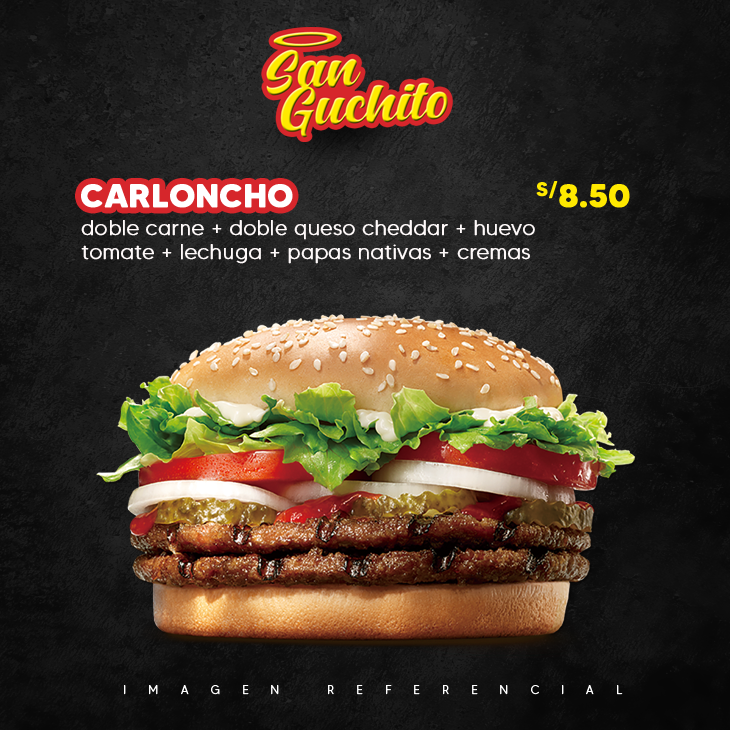 San
Guchito
CARLONCHO
S/8.50
doble carne + doble queso cheddar + huevo
tomate + lechuga + papas nativas + cremas
IMAGEN REFERENCIAL